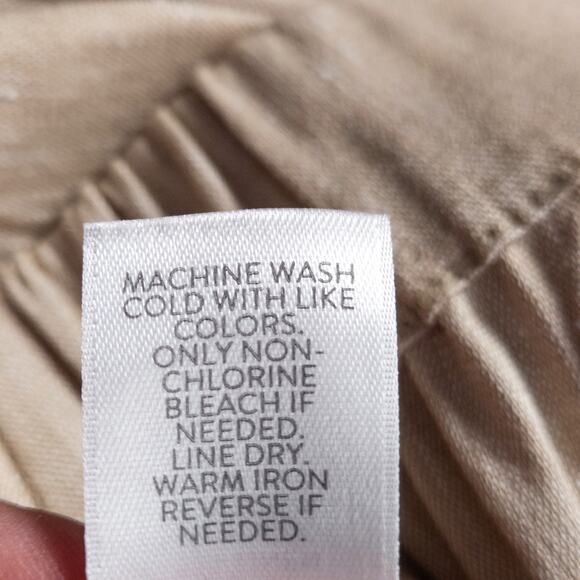 MACHINE WASH
COLD WITH LIKE
COLORS.
ONLY NON-
CHLORINE
BLEACH IF
NEEDED.
LINE DRY.
WARM IRON
REVERSE IF
NEEDED.